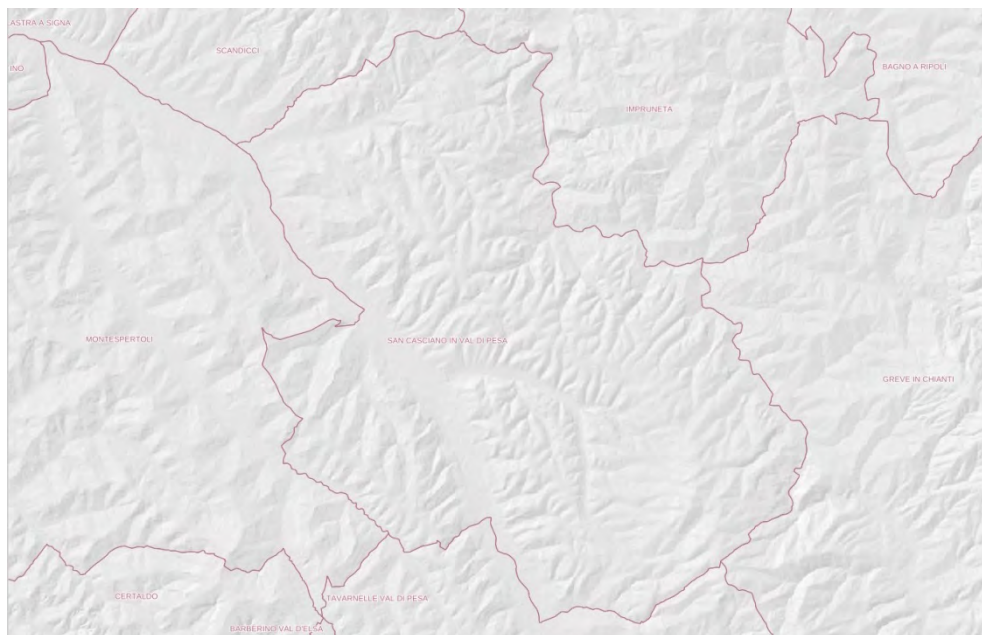 ASTRA A SIGNA
SCANDICCI
INO
BAGNO A RIPOLI
IMPRUNETA
MONTESPERTOLI
SAN CASCIANO IN VAL DI PESA
GREVE IN CHIANTI
CERTALDO
TAVARNELLE VAL DI PESA
BARBERINO VAL D'ELSA